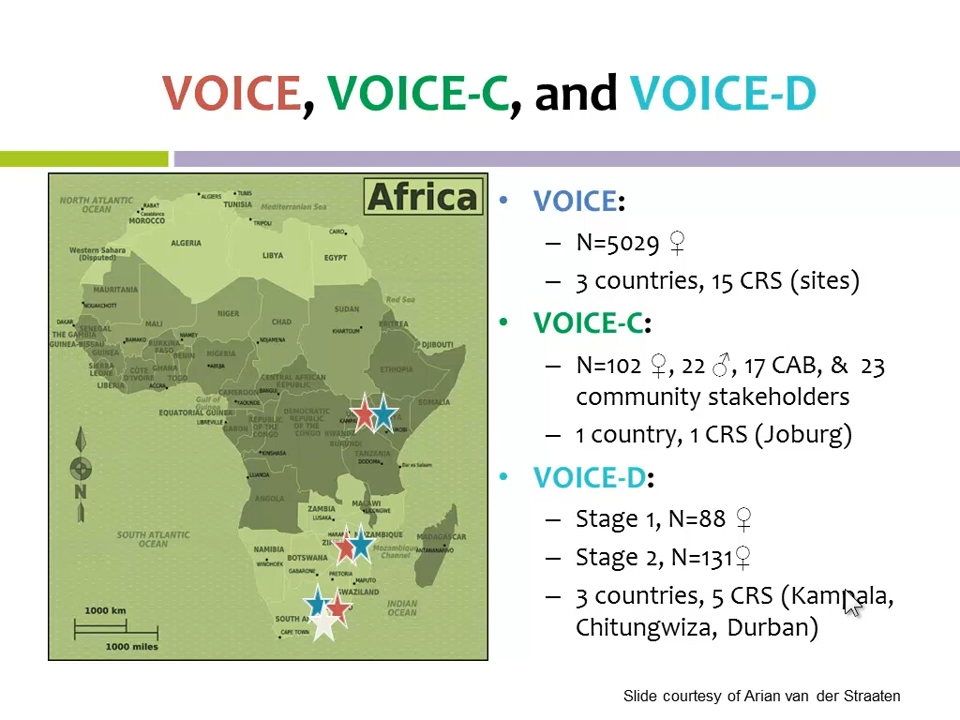 VOICE, VOICE-C, and VOICE-D
Africa
NORTH ATLANTIC
OCEAN
RABAT
Casablanca
MOROCCO
ALGIERS
TUNIS
TUNISIA
Mediterranean Sea
TRIPOLI
CAIRO
Western Sahara
(Disputed)
ALGERIA
LIBYA
EGYPT
MAURITANIA
NOUAKCHOTT
MALI
NIGER
CHAD
SUDAN
Red Sea
ERITREA
KHARTOUM
DAKAR
SENEGAL
THE GAMBIA
GUINEA-BISSAU
GUINEA
BAMAKO
BURKINA
FASO
NIAMEY
NDJAMENA
DJIBOUTI
SIERRA
LEONE
LIBERIA
CÔTE
D'IVOIRE
GHANA
TOGO
BENIN
NIGERIA
ABUJA
ACCRA
ETHIOPIA
CENTRAL AFRICAN
REPUBLIC
CAMEROON
BANGUI
YAOUNDE
SOMALIA
Gulf of
Guinea
EQUATORIAL GUINEA
LIBREVILLE
GABON
REPUBLIC
OF THE
CONGO
DEMOCRATIC
REPUBLIC
OF THE
CONGO
RWANDA
BURUNDI
KINSHASA
TANZANIA
DODOMA
Dar es Salaam
LUANDA
ANGOLA
ZAMBIA
LUSAKA
MALAWI
LILONGWE
MOZAMBIQUE
Mozambique
Channel
MADAGASCAR
ANTANANARIVO
SOUTH ATLANTIC
OCEAN
NAMIBIA
WINDHOEK
BOTSWANA
GABORONE
PRETORIA
MAPUTO
SWAZILAND
INDIAN
OCEAN
CAPE TOWN
N
1000 km
1000 miles
• VOICE:
– N=5029 ♀
– 3 countries, 15 CRS (sites)
• VOICE-C:
– N=102 ♀, 22 ♂, 17 CAB, & 23
community stakeholders
– 1 country, 1 CRS (Joburg)
• VOICE-D:
– Stage 1, N=88 ♀
– Stage 2, N=131♀
– 3 countries, 5 CRS (Kampala,
Chitungwiza, Durban)
Slide courtesy of Arian van der Straaten